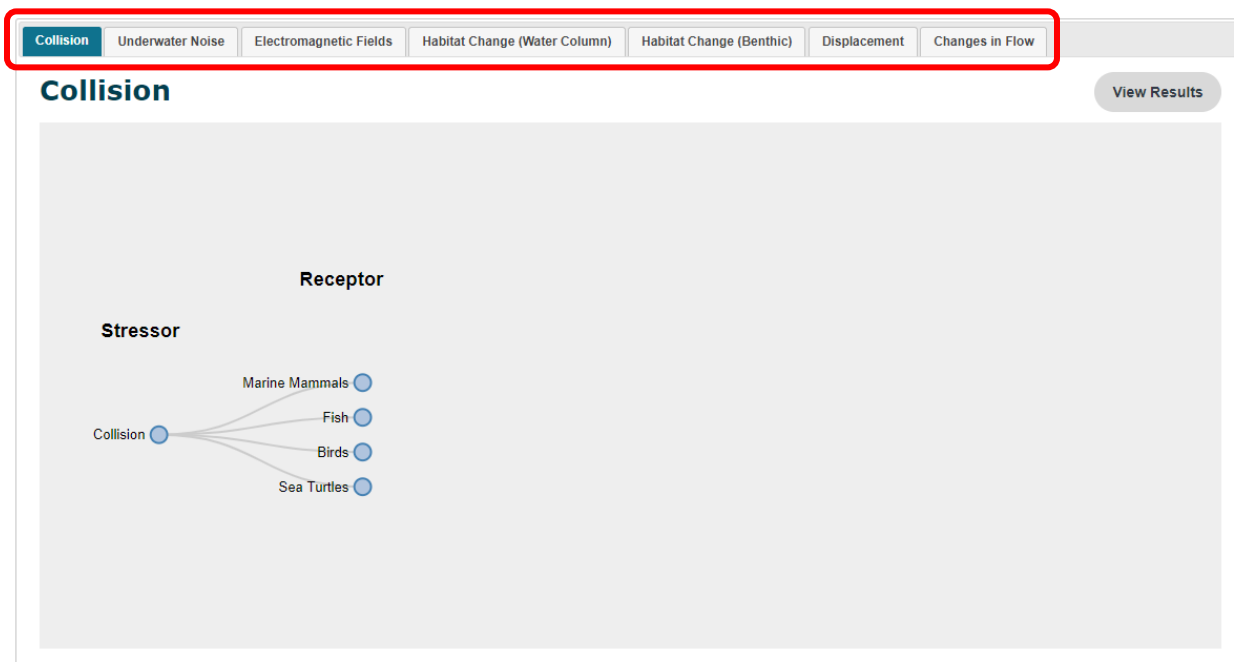 Collision Underwater Noise Electromagnetic Fields Habitat Change (Water Column) Habitat Change (Benthic) Displacement Changes in Flow
Collision
View Results
Receptor
Stressor
Marine Mammals
Fish
Collision
Birds
Sea Turtles